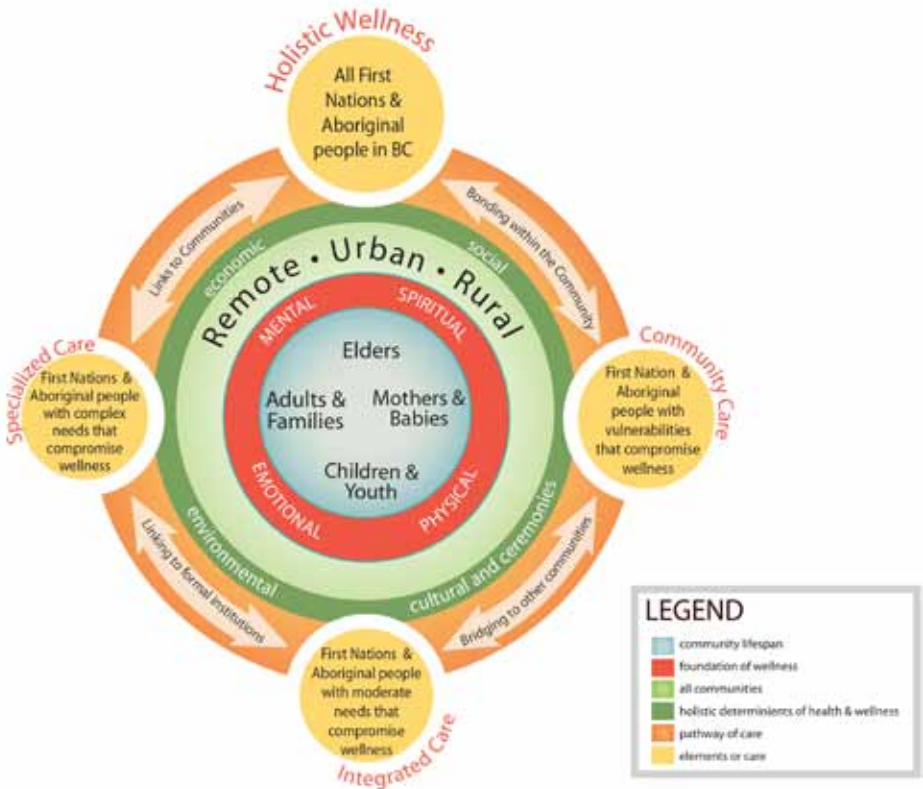 Holistic Wellness
All First
Nations &
Aboriginal
people in BC
Links to Communities
Bonding within the Community
economic
social
Remote • Urban • Rural
MENTAL
SPIRITUAL
Elders
Adults &
Families
Mothers &
Babies
Children &
Youth
EMOTIONAL
PHYSICAL
environmental
cultural and ceremonies
Specialized Care
First Nations &
Aboriginal people
with complex
needs that
compromise
wellness
Community Care
First Nation &
Aboriginal
people with
vulnerabilities
that compromise
wellness
Linking to formal institutions
Bridging to other communities
First Nations &
Aboriginal people
with moderate
needs that
compromise
wellness
Integrated Care
LEGEND
community lifespan
foundation of wellness
all communities
holistic determinients of health & wellness
pathway of care
elements or care